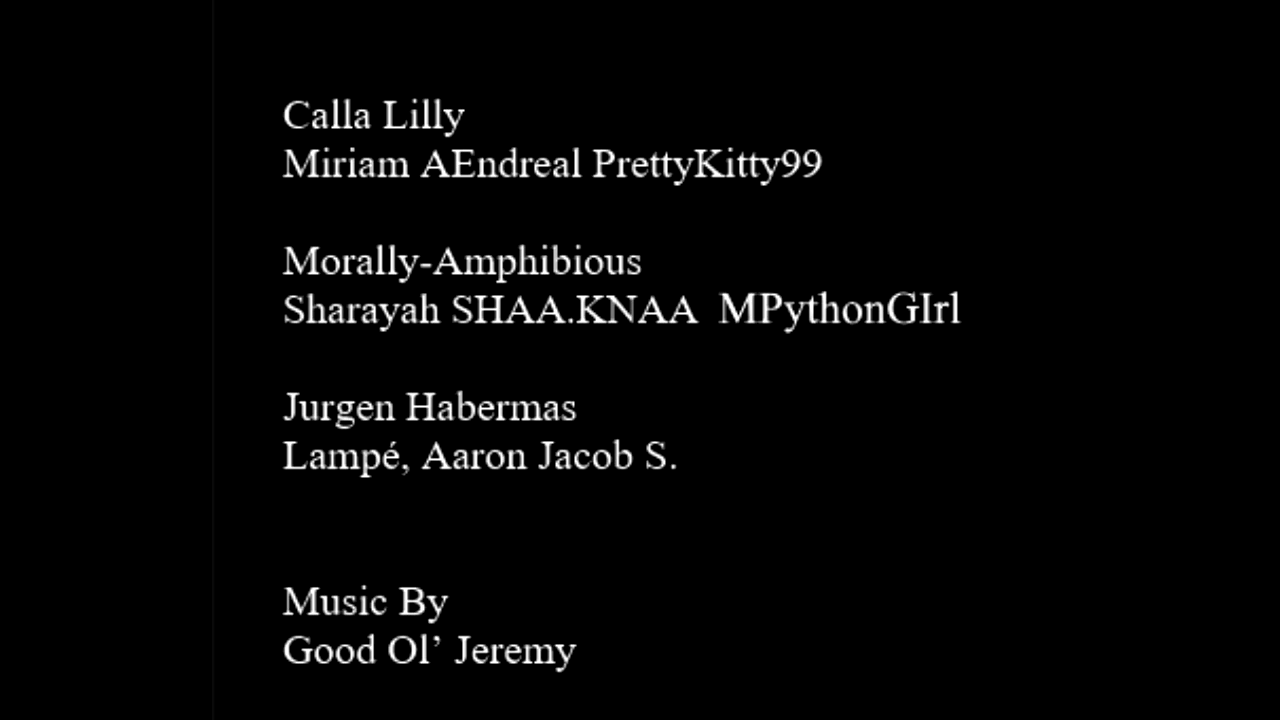 Calla Lilly
Miriam AEndreal PrettyKitty99
Morally-Amphibious
Sharayah SHAA.KNAA  MPythonGIrl
Jurgen Habermas
Lampé, Aaron Jacob S.
Music By
Good Ol’ Jeremy